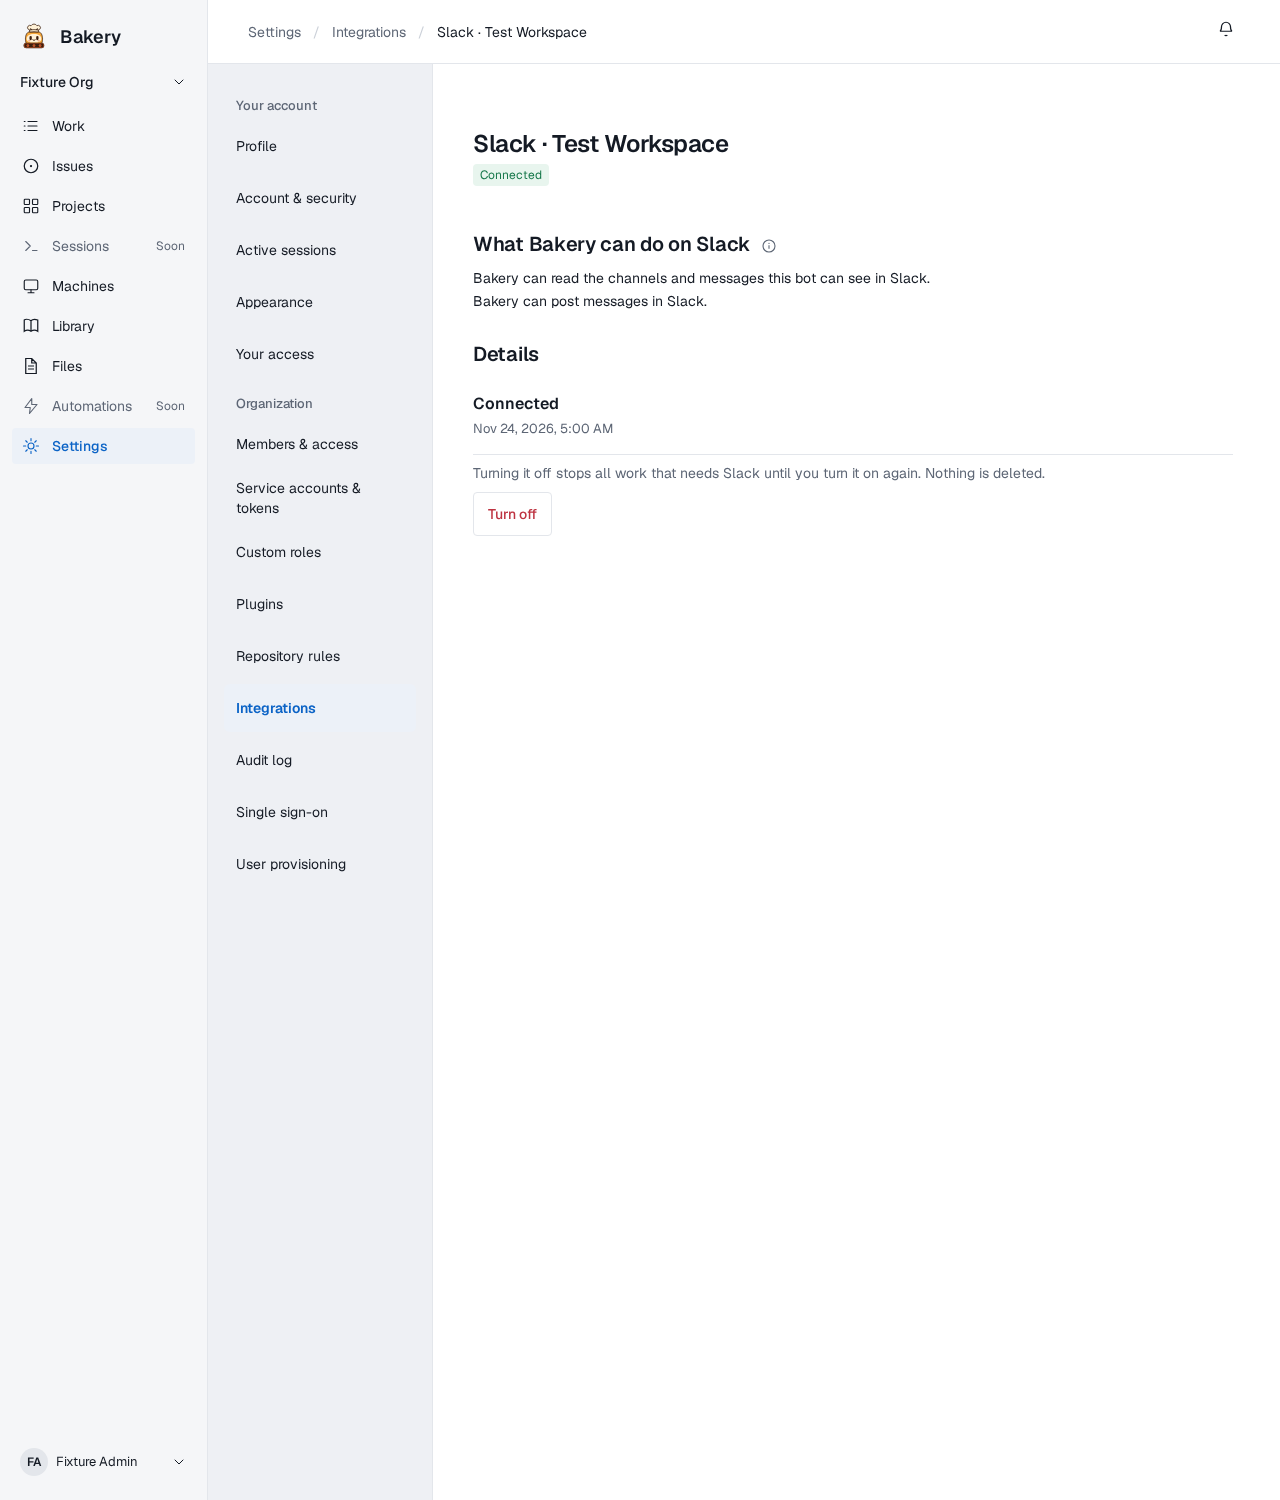 Bakery
Fixture Org
Work
Issues
Projects
Sessions Soon
Machines
Library
Files
Automations Soon
Settings
FA Fixture Admin
Settings / Integrations / Slack · Test Workspace
Your account
Profile
Account & security
Active sessions
Appearance
Your access
Organization
Members & access
Service accounts &
tokens
Custom roles
Plugins
Repository rules
Integrations
Audit log
Single sign-on
User provisioning
Slack · Test Workspace
Connected
What Bakery can do on Slack
Bakery can read the channels and messages this bot can see in Slack.
Bakery can post messages in Slack.
Details
Connected
Nov 24, 2026, 5:00 AM
Turning it off stops all work that needs Slack until you turn it on again. Nothing is deleted.
Turn off